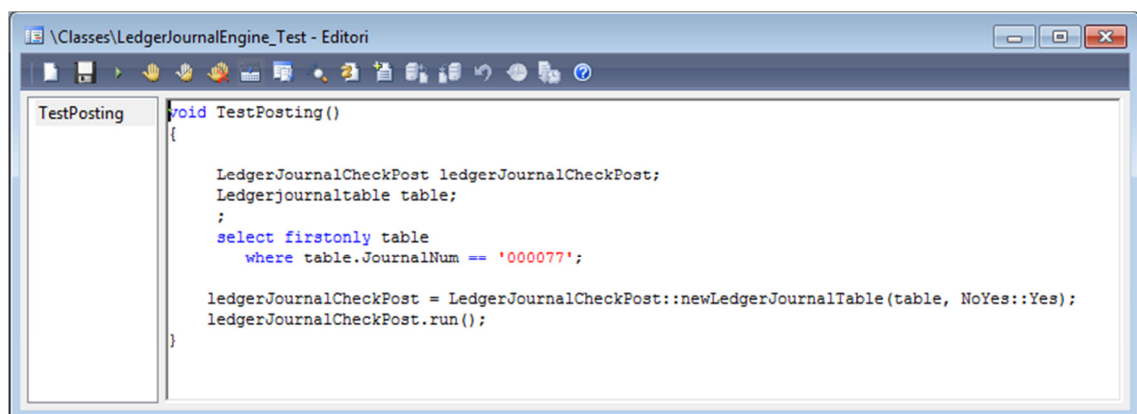 \Classes\LedgerJournalEngine_Test - Editori
TestPosting
void TestPosting()
{
LedgerJournalCheckPost ledgerJournalCheckPost;
Ledgerjournaltable table;
;
select firstonly table
where table.JournalNum == '000077';
ledgerJournalCheckPost = LedgerJournalCheckPost::newLedgerJournalTable(table, NoYes::Yes);
ledgerJournalCheckPost.run();
}